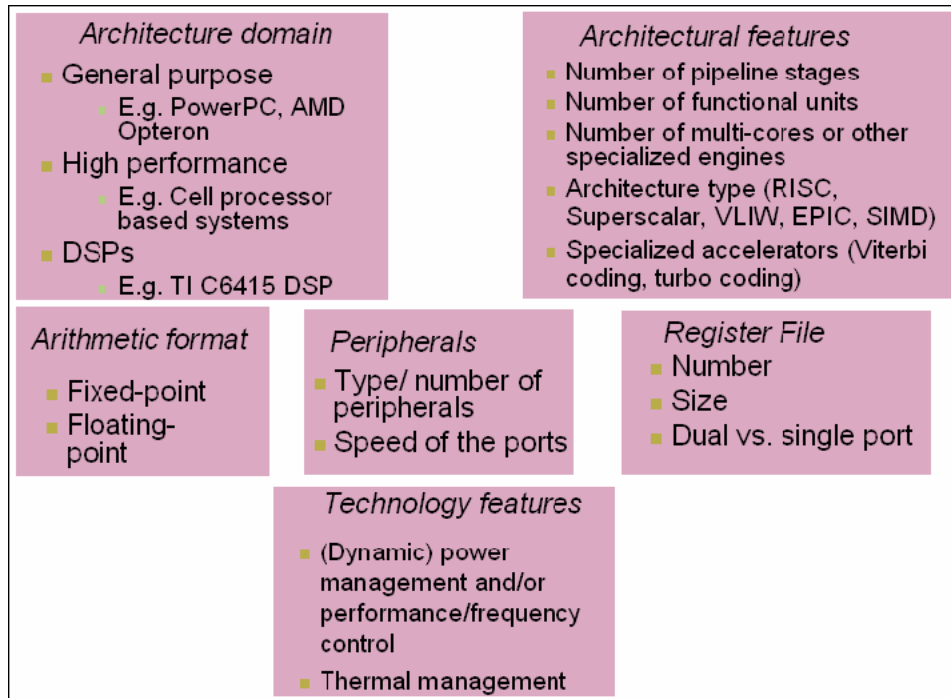 Architecture domain
General purpose
E.g. PowerPC, AMD
Opteron
High performance
E.g. Cell processor
based systems
DSPs
E.g. TI C6415 DSP
Architectural features
Number of pipeline stages
Number of functional units
Number of multi-cores or other
specialized engines
Architecture type (RISC,
Superscalar, VLIW, EPIC, SIMD)
Specialized accelerators (Viterbi
coding, turbo coding)
Arithmetic format
Fixed-point
Floating-
point
Peripherals
Type/ number of
peripherals
Speed of the ports
Register File
Number
Size
Dual vs. single port
Technology features
(Dynamic) power
management and/or
performance/frequency
control
Thermal management